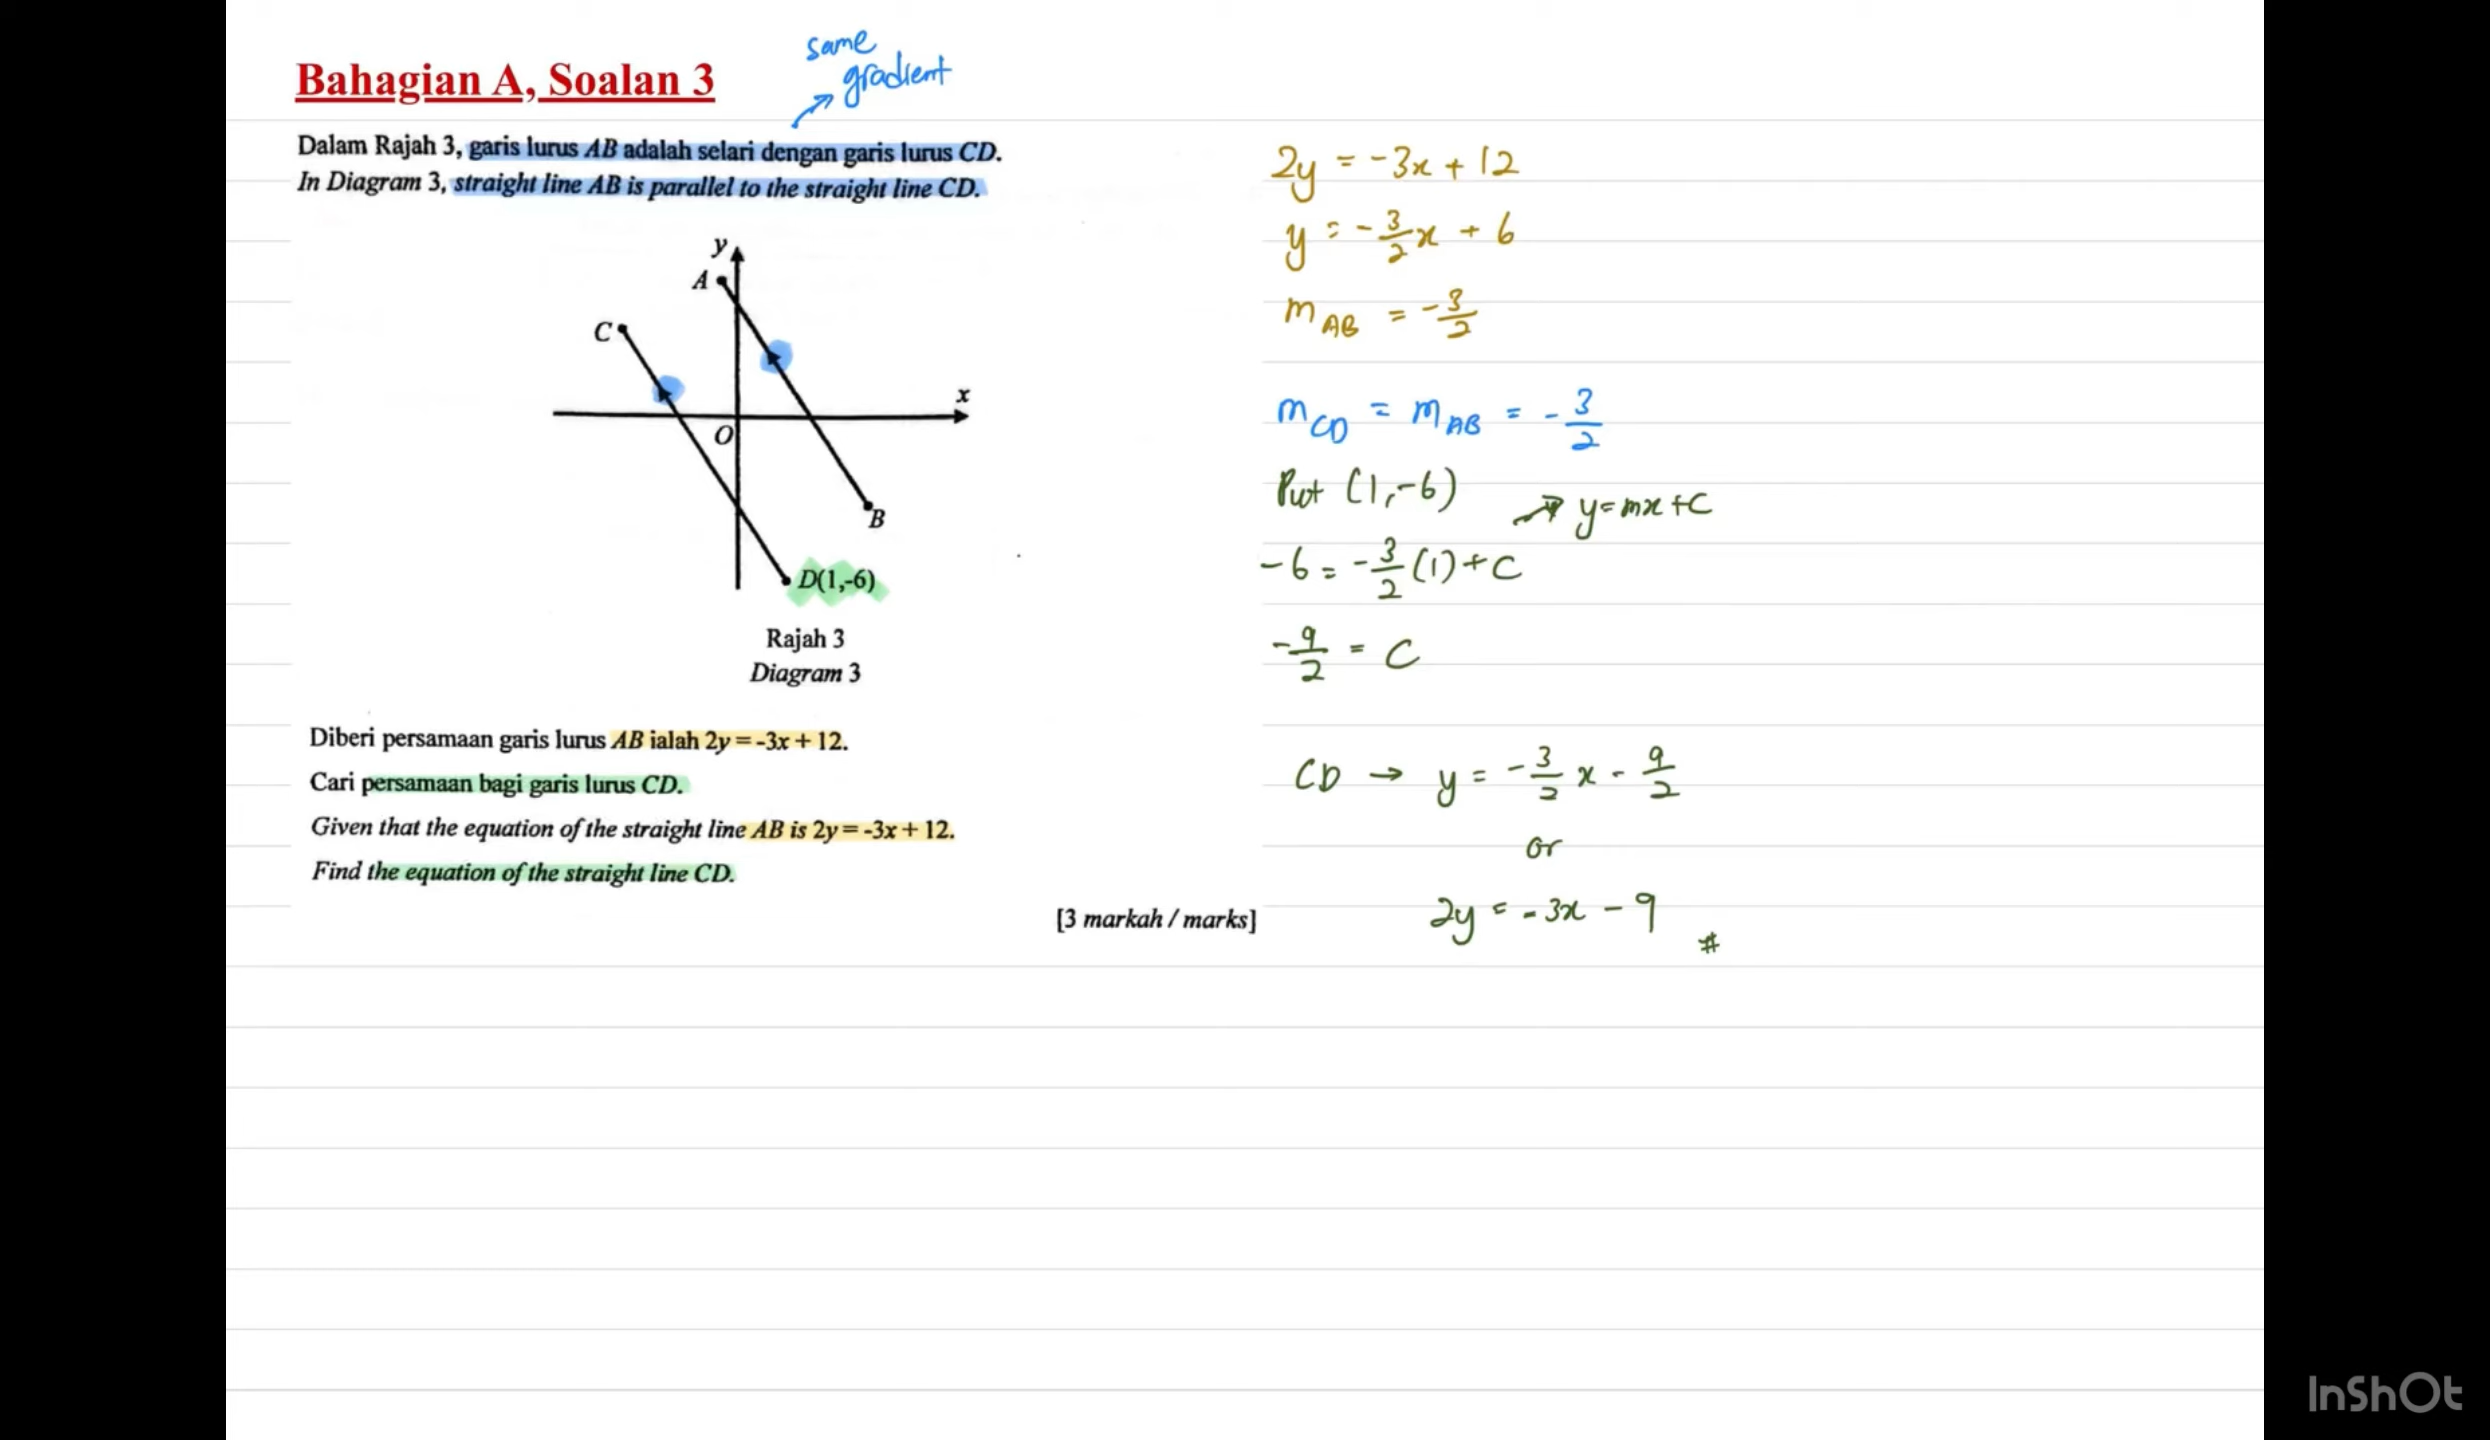 Bahagian A, Soalan 3
same
gradient
Dalam Rajah 3, garis lurus AB adalah selari dengan garis lurus CD.
In Diagram 3, straight line AB is parallel to the straight line CD.
y
A
C
x
O
B
D(1,-6)
Rajah 3
Diagram 3
Diberi persamaan garis lurus AB ialah 2y = -3x + 12.
Cari persamaan bagi garis lurus CD.
Given that the equation of the straight line AB is 2y = -3x + 12.
Find the equation of the straight line CD.
[3 markah / marks]
2y = -3x + 12
y = -3/2 x + 6
m AB = -3/2
m CD = m AB = -3/2
Put (1,-6) → y = mx + C
-6 = -3/2 (1) + C
-9/2 = C
CD → y = -3/2 x - 9/2
or
2y = -3x - 9 #
InShOt